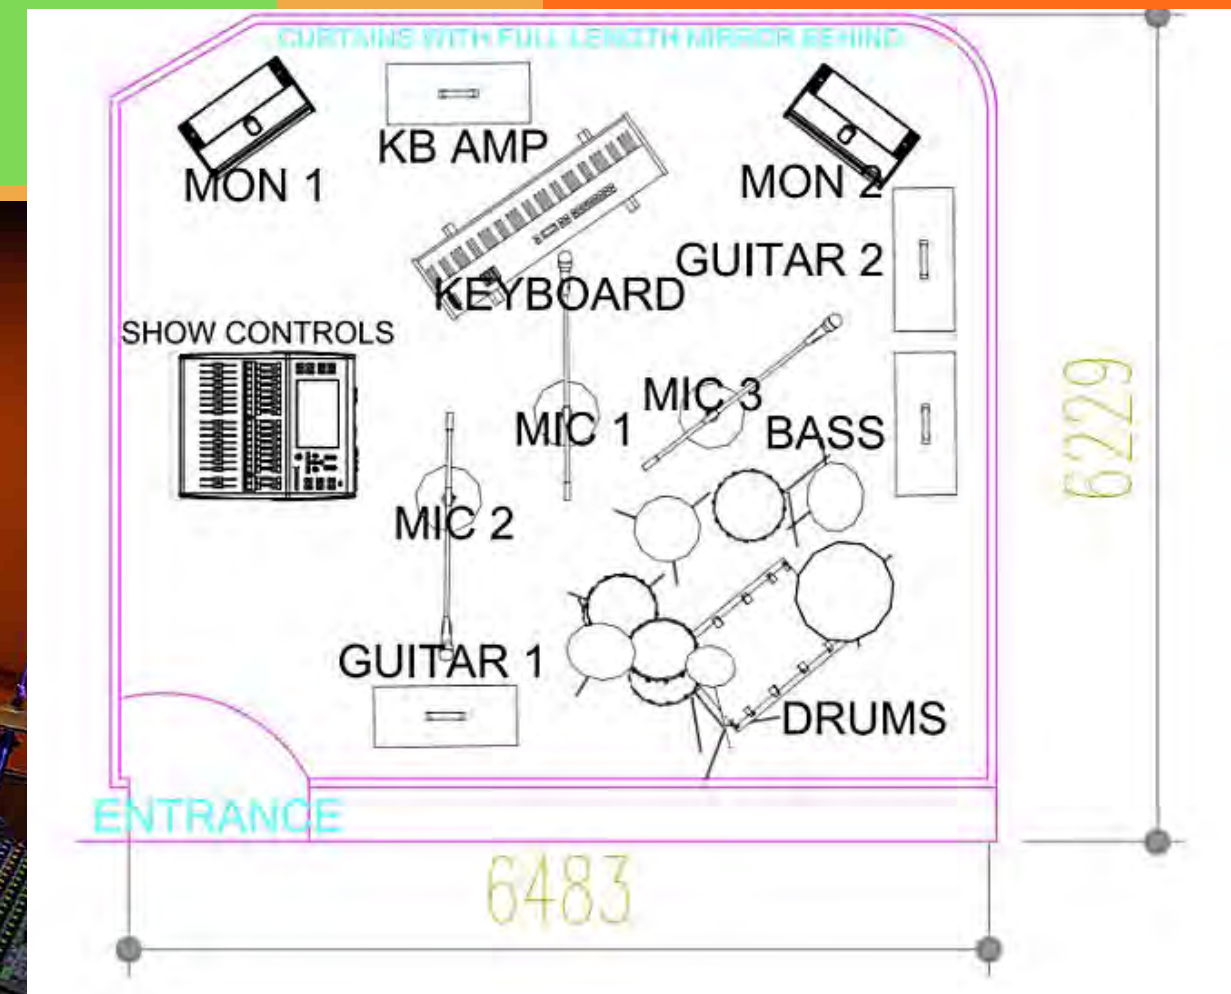 CURTAINS WITH FULL LENGTH MIRROR BEHIND
KB AMP
MON 1
MON 2
GUITAR 2
KEYBOARD
SHOW CONTROLS
MIC 3
MIC 1
BASS
MIC 2
GUITAR 1
DRUMS
ENTRANCE
6229
6483